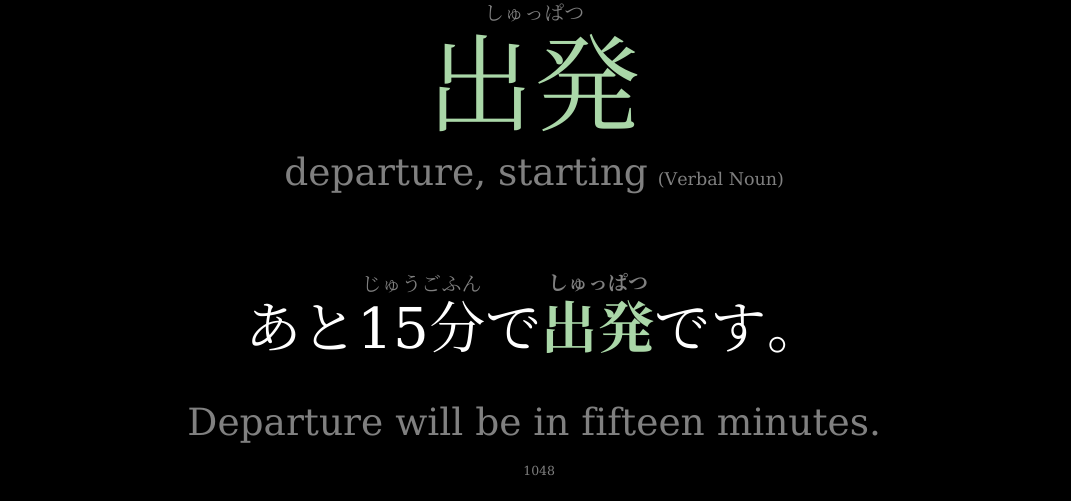 しゅっぱつ
出発
departure, starting (Verbal Noun)
じゅうごふん しゅっぱつ
あと15分で出発です。
Departure will be in fifteen minutes.
1048